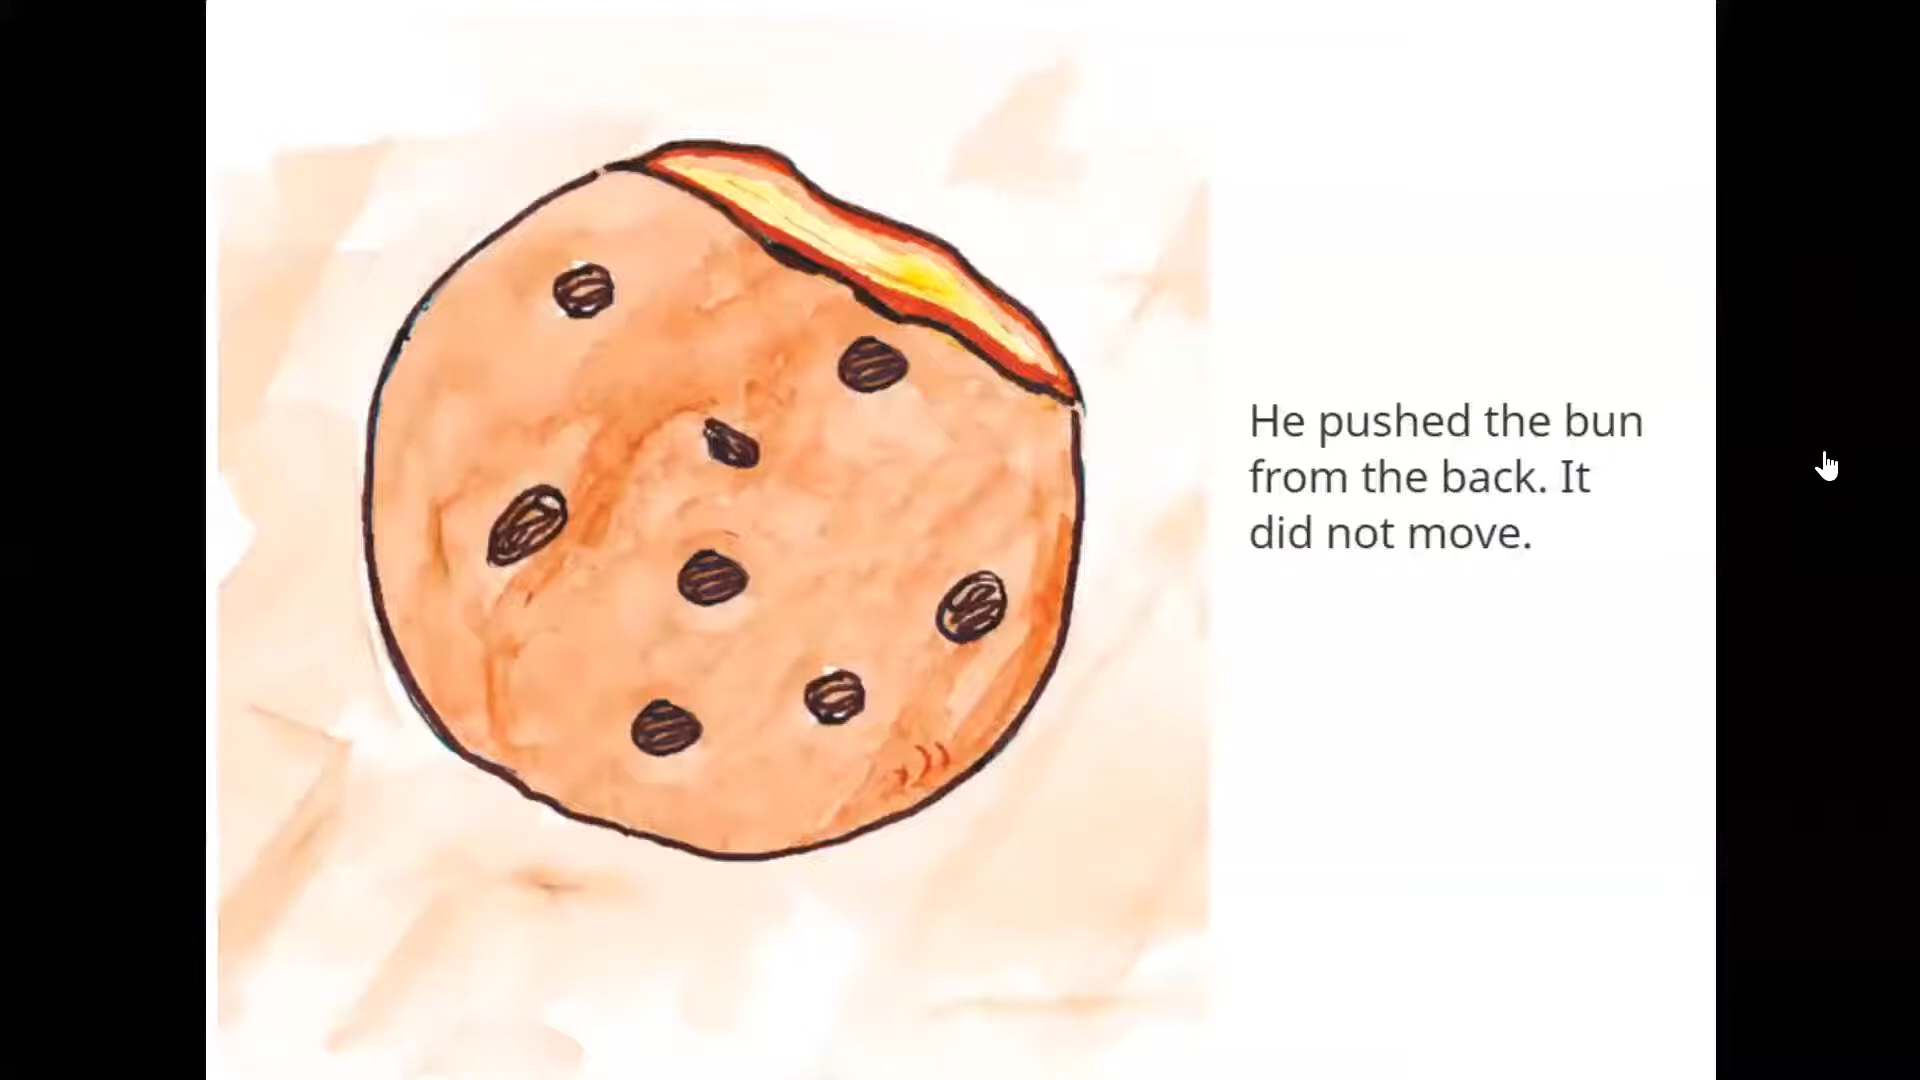 He pushed the bun
from the back. It
did not move.